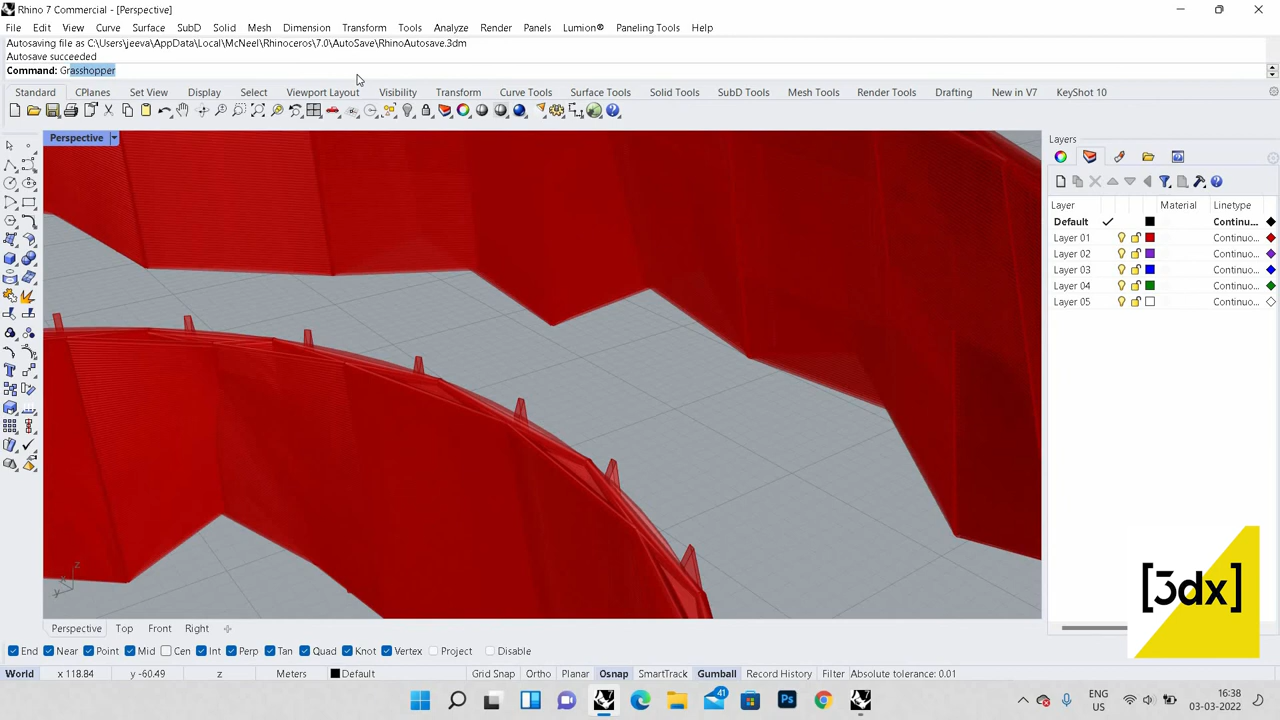 Rhino 7 Commercial - [Perspective]
File Edit View Curve Surface SubD Solid Mesh Dimension Transform Tools Analyze Render Panels Lumion® Paneling Tools Help
Autosaving file as C:\Users\jeeva\AppData\Local\McNeel\Rhinoceros\7.0\AutoSave\RhinoAutosave.3dm
Autosave succeeded
Command: Grasshopper
Standard CPlanes Set View Display Select Viewport Layout Visibility Transform Curve Tools Surface Tools Solid Tools SubD Tools Mesh Tools Render Tools Drafting New in V7 KeyShot 10
Perspective
Layers
Layer Material Linetype
Default Continu...
Layer 01 Continuo...
Layer 02 Continuo...
Layer 03 Continuo...
Layer 04 Continuo...
Layer 05 Continuo...
[3dx]
z
Perspective Top Front Right
End Near Point Mid Cen Int Perp Tan Quad Knot Vertex Project Disable
World x 118.84 y -60.49 z Meters Default Grid Snap Ortho Planar Osnap SmartTrack Gumball Record History Filter Absolute tolerance: 0.01
41
Ps
ENG
US
16:38
03-03-2022